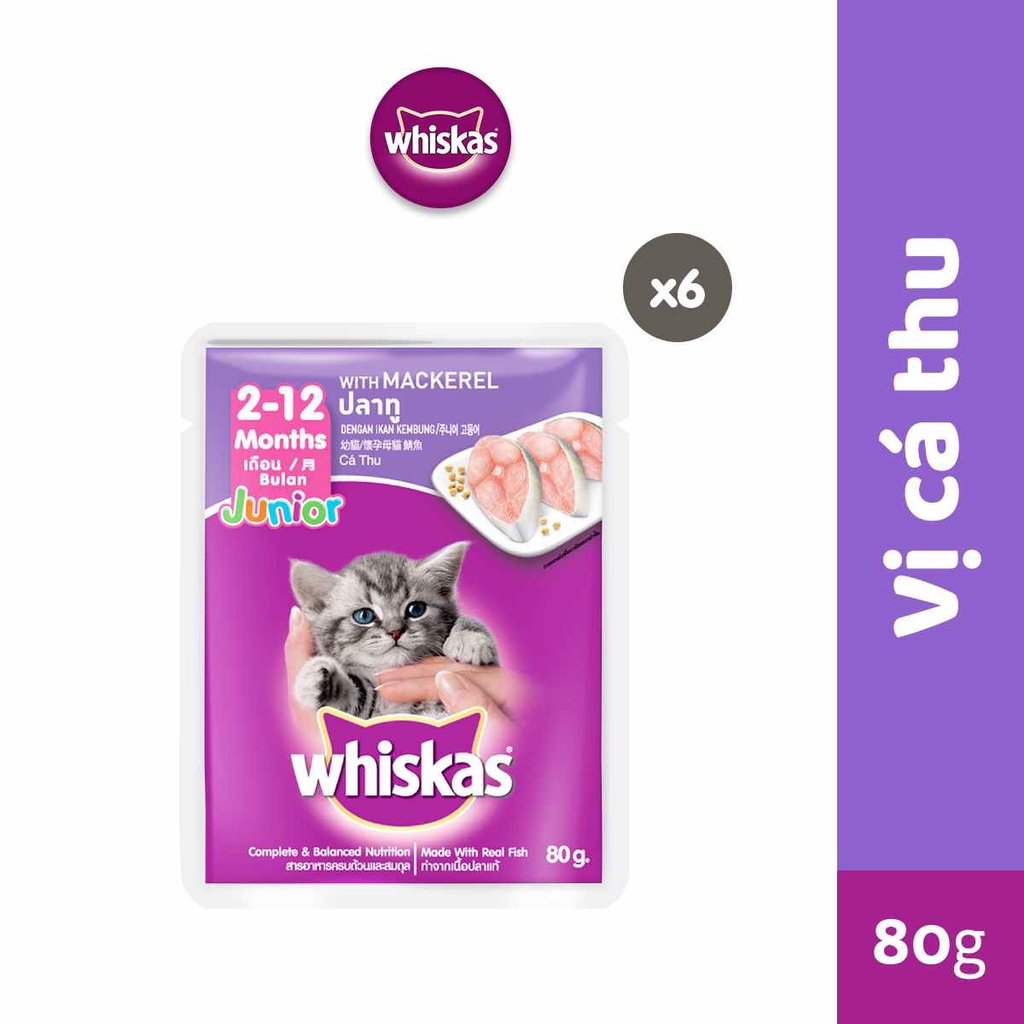 whiskas
x6
2-12
Months
เดือน / 月
Bulan
Junior
WITH MACKEREL
ปลาทู
DENGAN IKAN KEMBUNG/주니어 고등어
幼貓/懷孕母貓 鯖魚
Cá Thu
whiskas®
Complete & Balanced Nutrition
สารอาหารครบถ้วนและสมดุล
Made With Real Fish
ทำจากเนื้อปลาแท้
80 g.
Vị cá thu
80g